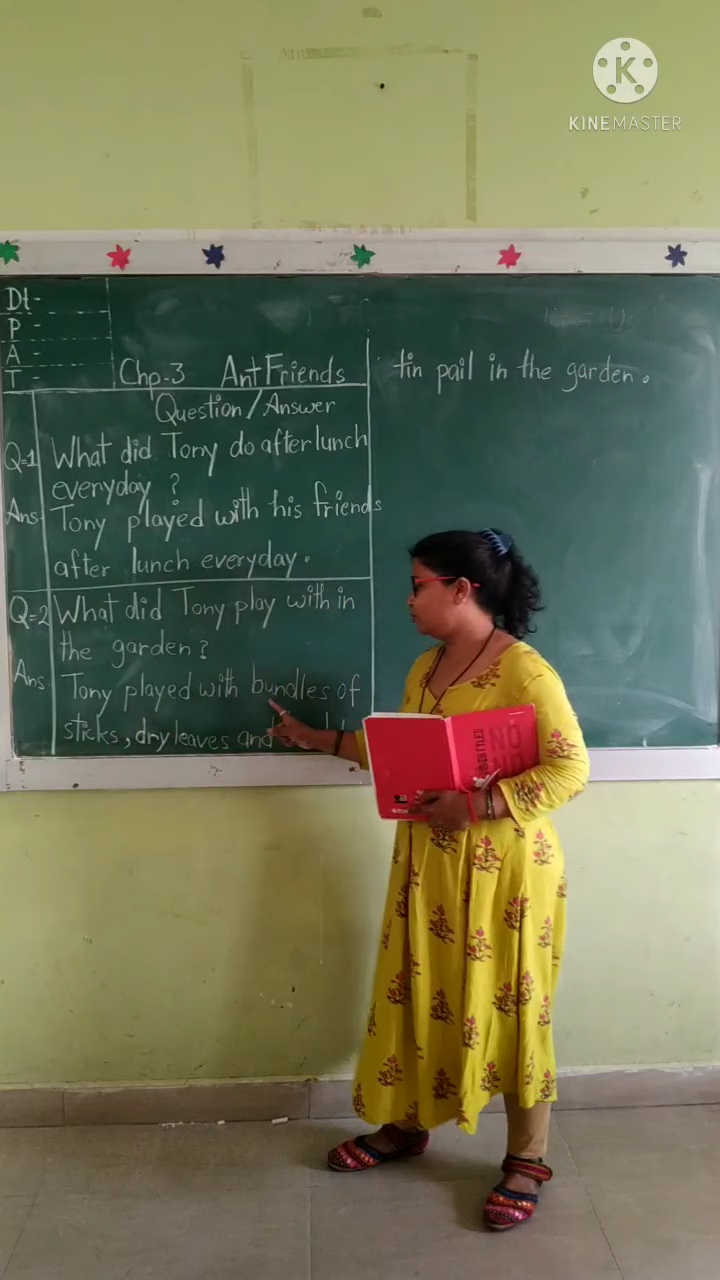 KINEMASTER
Dt-
P -
A -
T -
Chp-3 Ant Friends
Question/Answer
Q=1 What did Tony do after lunch
everyday ?
Ans- Tony played with his friends
after lunch everyday.
Q=2 What did Tony play with in
the garden?
Ans- Tony played with bundles of
sticks, dry leaves and
tin pail in the garden.